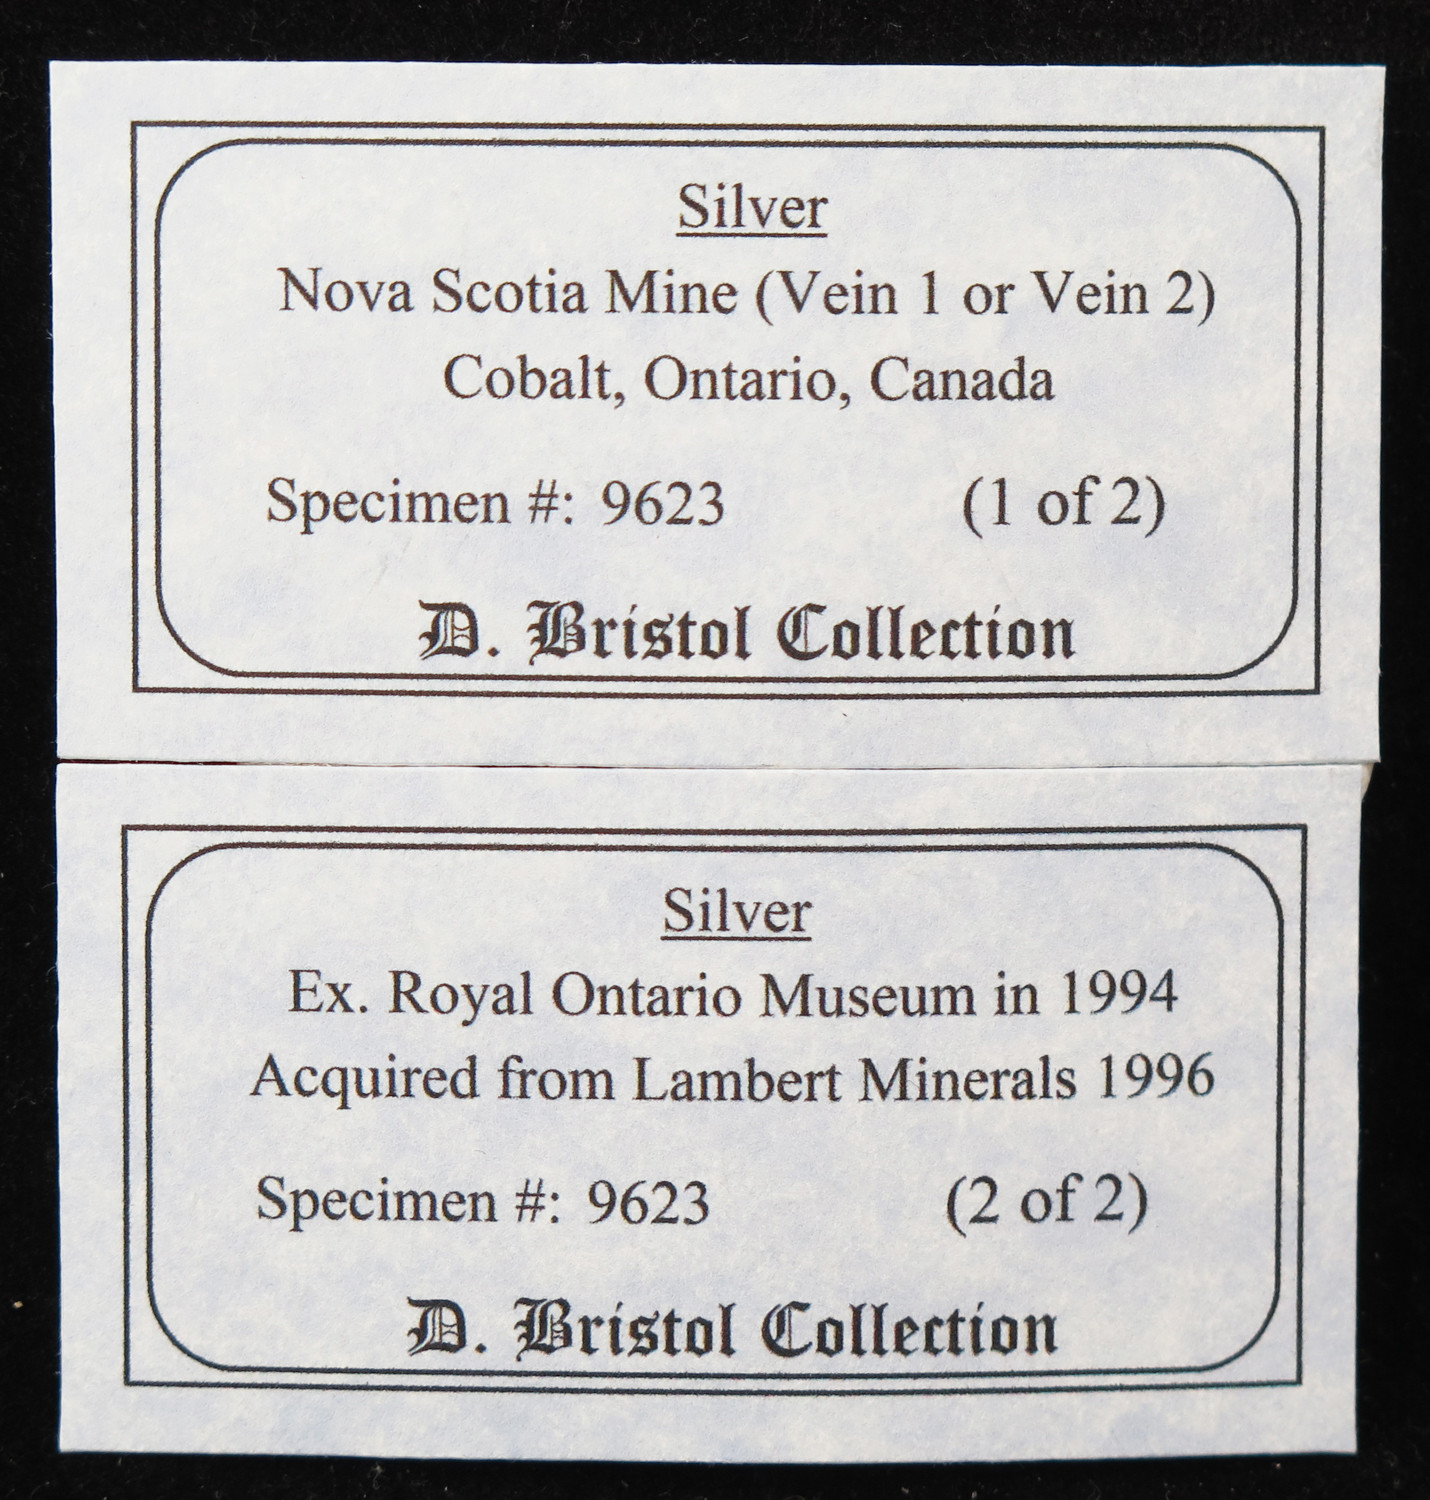 Silver
Nova Scotia Mine (Vein 1 or Vein 2)
Cobalt, Ontario, Canada
Specimen #: 9623 (1 of 2)
D. Bristol Collection
Silver
Ex. Royal Ontario Museum in 1994
Acquired from Lambert Minerals 1996
Specimen #: 9623 (2 of 2)
D. Bristol Collection